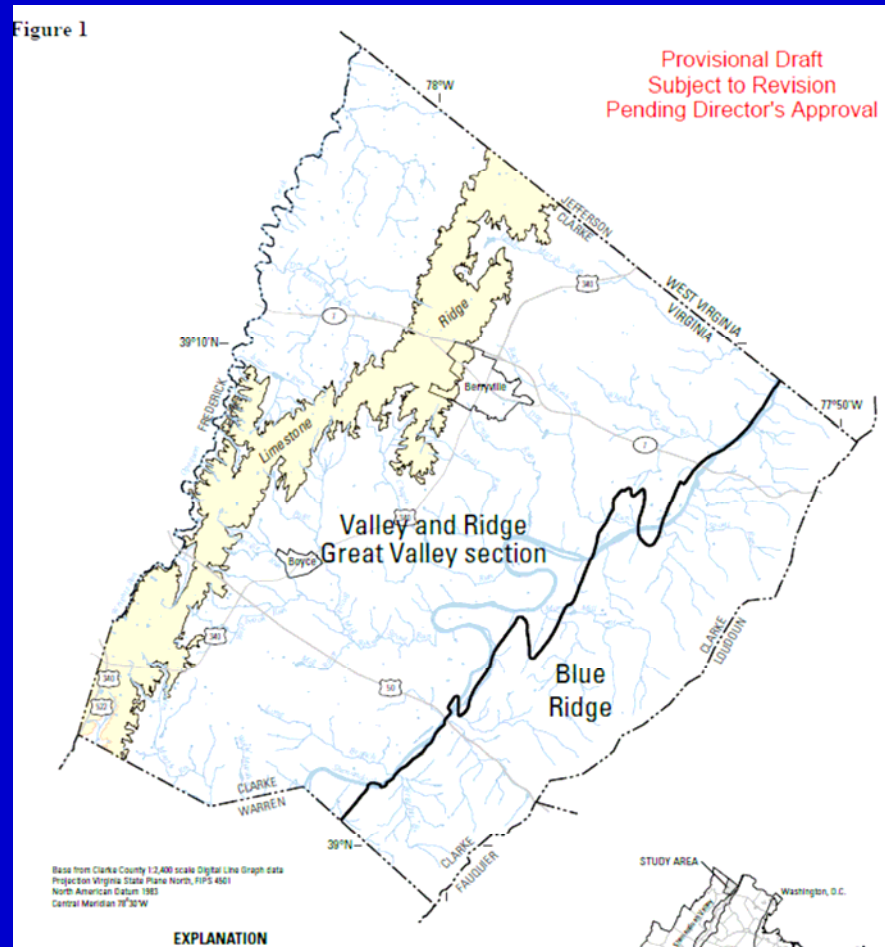 Figure 1
Provisional Draft
Subject to Revision
Pending Director's Approval
78°W
JEFFERSON
CLARKE
340
WEST VIRGINIA
VIRGINIA
Ridge
7
39°10'N
Berryville
FREDERICK
77°50'W
Limestone
7
340
Valley and Ridge
Great Valley section
Boyce
340
CLARKE
LOUDOUN
Blue
Ridge
50
340
522
CLARKE
WARREN
39°N
CLARKE
FAUQUIER
Base from Clarke County 1:2,400 scale Digital Line Graph data
Projection Virginia State Plane North, FIPS 4501
North American Datum 1983
Central Meridian 78°30'W
STUDY AREA
Washington, D.C.
EXPLANATION